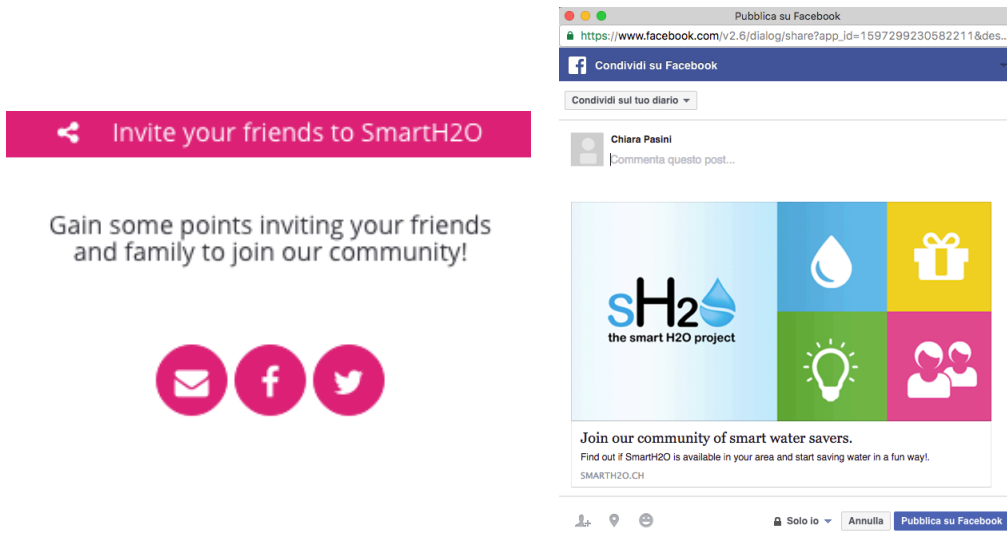 Invite your friends to SmartH2O
Gain some points inviting your friends
and family to join our community!
Pubblica su Facebook
https://www.facebook.com/v2.6/dialog/share?app_id=1597299230582211&des...
Condividi su Facebook
Condividi sul tuo diario
Chiara Pasini
Commenta questo post...
sH2O
the smart H2O project
Join our community of smart water savers.
Find out if SmartH2O is available in your area and start saving water in a fun way!.
SMARTH2O.CH
Solo io
Annulla
Pubblica su Facebook